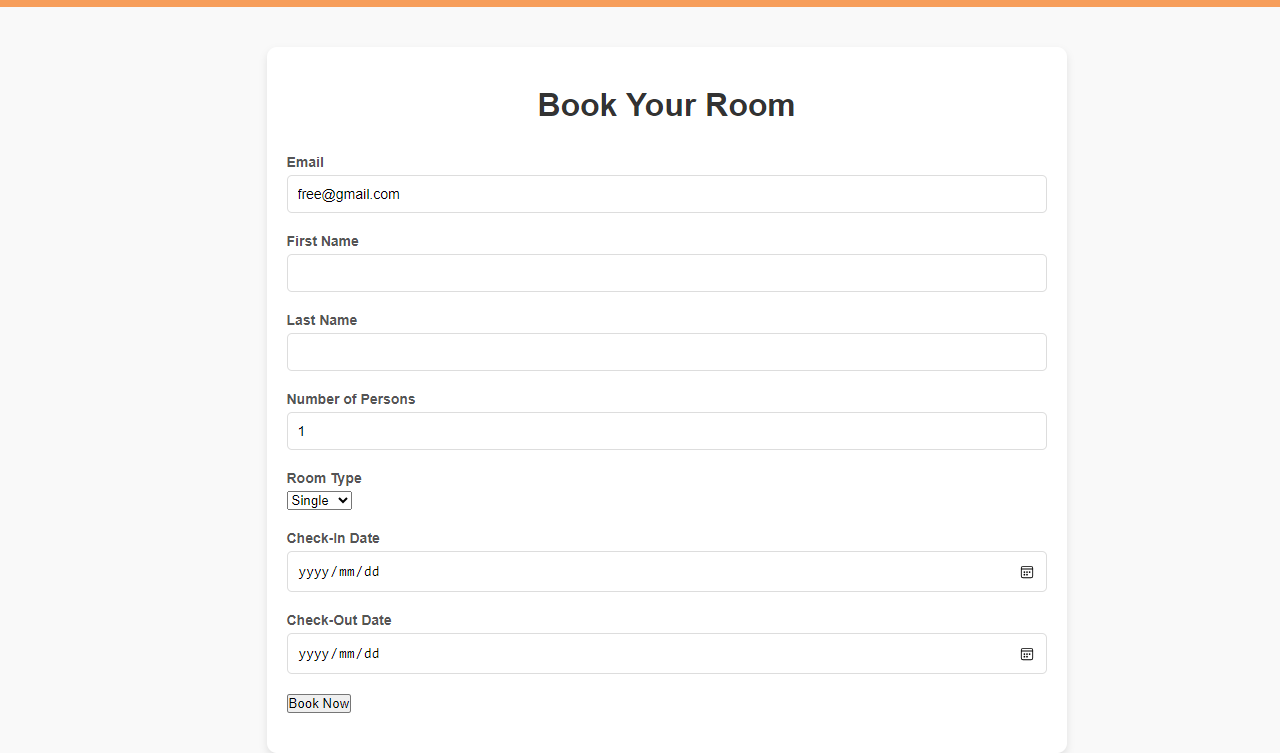 Book Your Room
Email
free@gmail.com
First Name
Last Name
Number of Persons
1
Room Type
Single
Check-in Date
yyyy/mm/dd
Check-Out Date
yyyy/mm/dd
Book Now